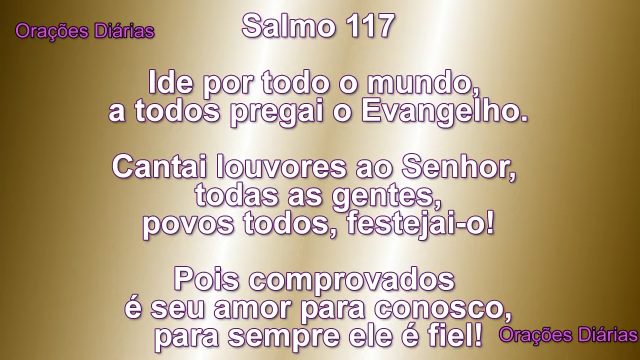 Orações Diárias
Salmo 117
Ide por todo o mundo,
a todos pregai o Evangelho.
Cantai louvores ao Senhor,
todas as gentes,
povos todos, festejai-o!
Pois comprovados
é seu amor para conosco,
para sempre ele é fiel!
Orações Diárias